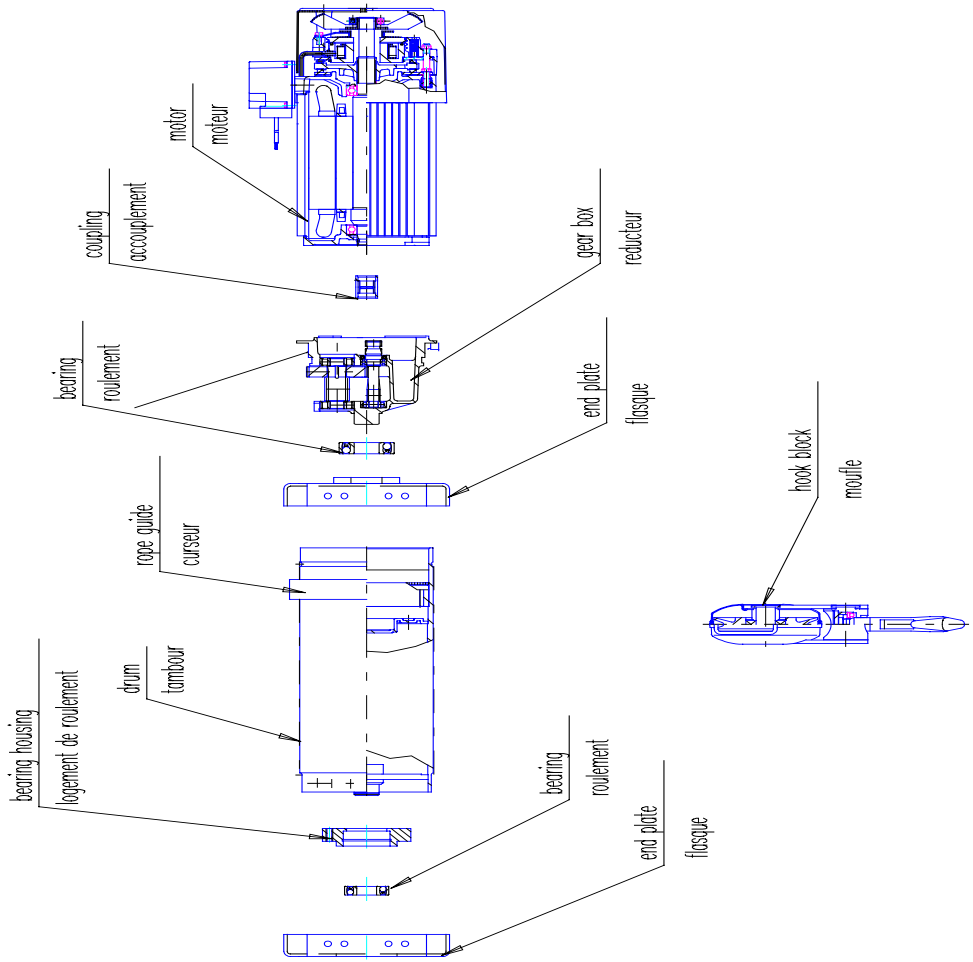 motor
moteur
coupling
accouplement
bearing
roulement
rope guide
curseur
drum
tambour
bearing housing
logement de roulement
gear box
reducteur
end plate
flasque
hook block
moufle
bearing
roulement
end plate
flasque